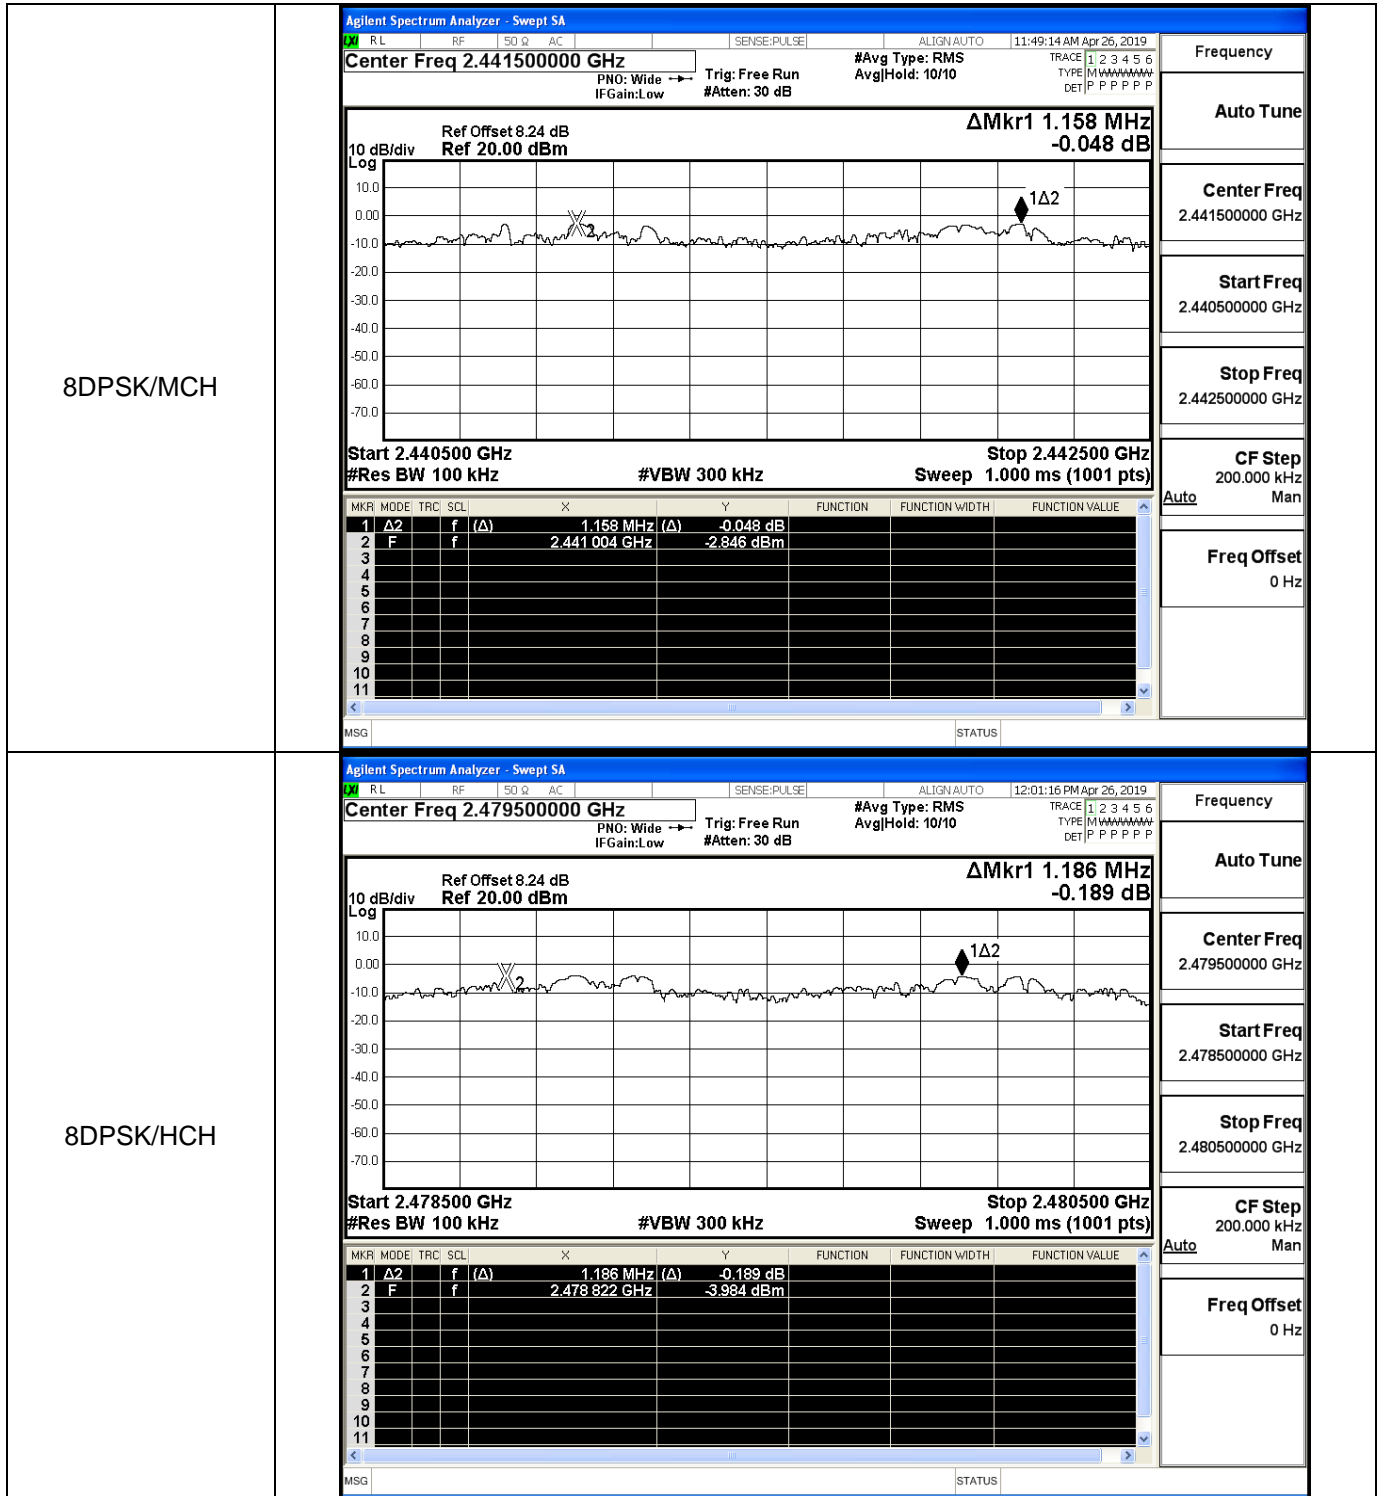 8DPSK/MCH
Agilent Spectrum Analyzer - Swept SA
LXI RL RF 50 Ω AC SENSE:PULSE ALIGN AUTO 11:49:14 AM Apr 26, 2019
Center Freq 2.441500000 GHz
PNO: Wide
IFGain:Low
Trig: Free Run
#Atten: 30 dB
#Avg Type: RMS
Avg|Hold: 10/10
TRACE 1 2 3 4 5 6
TYPE M WWWWW
DET P P P P P P
ΔMkr1 1.158 MHz
-0.048 dB
Ref Offset 8.24 dB
10 dB/div Ref 20.00 dBm
Log
10.0
0.00
-10.0
-20.0
-30.0
-40.0
-50.0
-60.0
-70.0
2
1Δ2
Start 2.440500 GHz Stop 2.442500 GHz
#Res BW 100 kHz #VBW 300 kHz Sweep 1.000 ms (1001 pts)
MKR MODE TRC SCL X Y FUNCTION FUNCTION WIDTH FUNCTION VALUE
1 Δ2 f (Δ) 1.158 MHz (Δ) -0.048 dB
2 F f 2.441 004 GHz -2.846 dBm
3
4
5
6
7
8
9
10
11
MSG STATUS
Frequency
Auto Tune
Center Freq
2.441500000 GHz
Start Freq
2.440500000 GHz
Stop Freq
2.442500000 GHz
CF Step
200.000 kHz
Auto Man
Freq Offset
0 Hz
8DPSK/HCH
Agilent Spectrum Analyzer - Swept SA
LXI RL RF 50 Ω AC SENSE:PULSE ALIGN AUTO 12:01:16 PM Apr 26, 2019
Center Freq 2.479500000 GHz
PNO: Wide
IFGain:Low
Trig: Free Run
#Atten: 30 dB
#Avg Type: RMS
Avg|Hold: 10/10
TRACE 1 2 3 4 5 6
TYPE M WWWWW
DET P P P P P P
ΔMkr1 1.186 MHz
-0.189 dB
Ref Offset 8.24 dB
10 dB/div Ref 20.00 dBm
Log
10.0
0.00
-10.0
-20.0
-30.0
-40.0
-50.0
-60.0
-70.0
2
1Δ2
Start 2.478500 GHz Stop 2.480500 GHz
#Res BW 100 kHz #VBW 300 kHz Sweep 1.000 ms (1001 pts)
MKR MODE TRC SCL X Y FUNCTION FUNCTION WIDTH FUNCTION VALUE
1 Δ2 f (Δ) 1.186 MHz (Δ) -0.189 dB
2 F f 2.478 822 GHz -3.984 dBm
3
4
5
6
7
8
9
10
11
MSG STATUS
Frequency
Auto Tune
Center Freq
2.479500000 GHz
Start Freq
2.478500000 GHz
Stop Freq
2.480500000 GHz
CF Step
200.000 kHz
Auto Man
Freq Offset
0 Hz